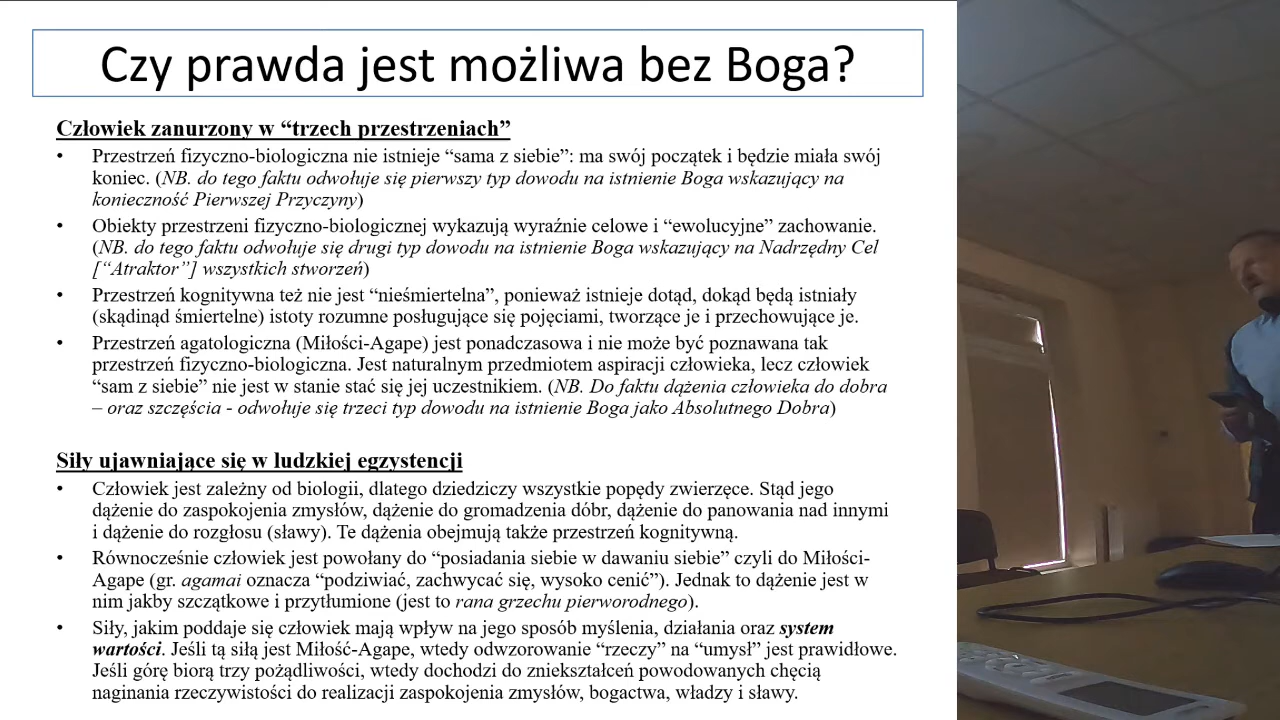 Czy prawda jest możliwa bez Boga?
Człowiek zanurzony w “trzech przestrzeniach”
• Przestrzeń fizyczno-biologiczna nie istnieje “sama z siebie”: ma swój początek i będzie miała swój
koniec. (NB. do tego faktu odwołuje się pierwszy typ dowodu na istnienie Boga wskazujący na
konieczność Pierwszej Przyczyny)
• Obiekty przestrzeni fizyczno-biologicznej wykazują wyraźnie celowe i “ewolucyjne” zachowanie.
(NB. do tego faktu odwołuje się drugi typ dowodu na istnienie Boga wskazujący na Nadrzędny Cel
[“Atraktor”] wszystkich stworzeń)
• Przestrzeń kognitywna też nie jest “nieśmiertelna”, ponieważ istnieje dotąd, dokąd będą istniały
(skądinąd śmiertelne) istoty rozumne posługujące się pojęciami, tworzące je i przechowujące je.
• Przestrzeń agatologiczna (Miłości-Agape) jest ponadczasowa i nie może być poznawana tak
przestrzeń fizyczno-biologiczna. Jest naturalnym przedmiotem aspiracji człowieka, lecz człowiek
“sam z siebie” nie jest w stanie stać się jej uczestnikiem. (NB. Do faktu dążenia człowieka do dobra
– oraz szczęścia - odwołuje się trzeci typ dowodu na istnienie Boga jako Absolutnego Dobra)
Siły ujawniające się w ludzkiej egzystencji
• Człowiek jest zależny od biologii, dlatego dziedziczy wszystkie popędy zwierzęce. Stąd jego
dążenie do zaspokojenia zmysłów, dążenie do gromadzenia dóbr, dążenie do panowania nad innymi
i dążenie do rozgłosu (sławy). Te dążenia obejmują także przestrzeń kognitywną.
• Równocześnie człowiek jest powołany do “posiadania siebie w dawaniu siebie” czyli do Miłości-
Agape (gr. agamai oznacza “podziwiać, zachwycać się, wysoko cenić”). Jednak to dążenie jest w
nim jakby szczątkowe i przytłumione (jest to rana grzechu pierworodnego).
• Siły, jakim poddaje się człowiek mają wpływ na jego sposób myślenia, działania oraz system
wartości. Jeśli tą siłą jest Miłość-Agape, wtedy odwzorowanie “rzeczy” na “umysł” jest prawidłowe.
Jeśli górę biorą trzy pożądliwości, wtedy dochodzi do zniekształceń powodowanych chęcią
naginania rzeczywistości do realizacji zaspokojenia zmysłów, bogactwa, władzy i sławy.